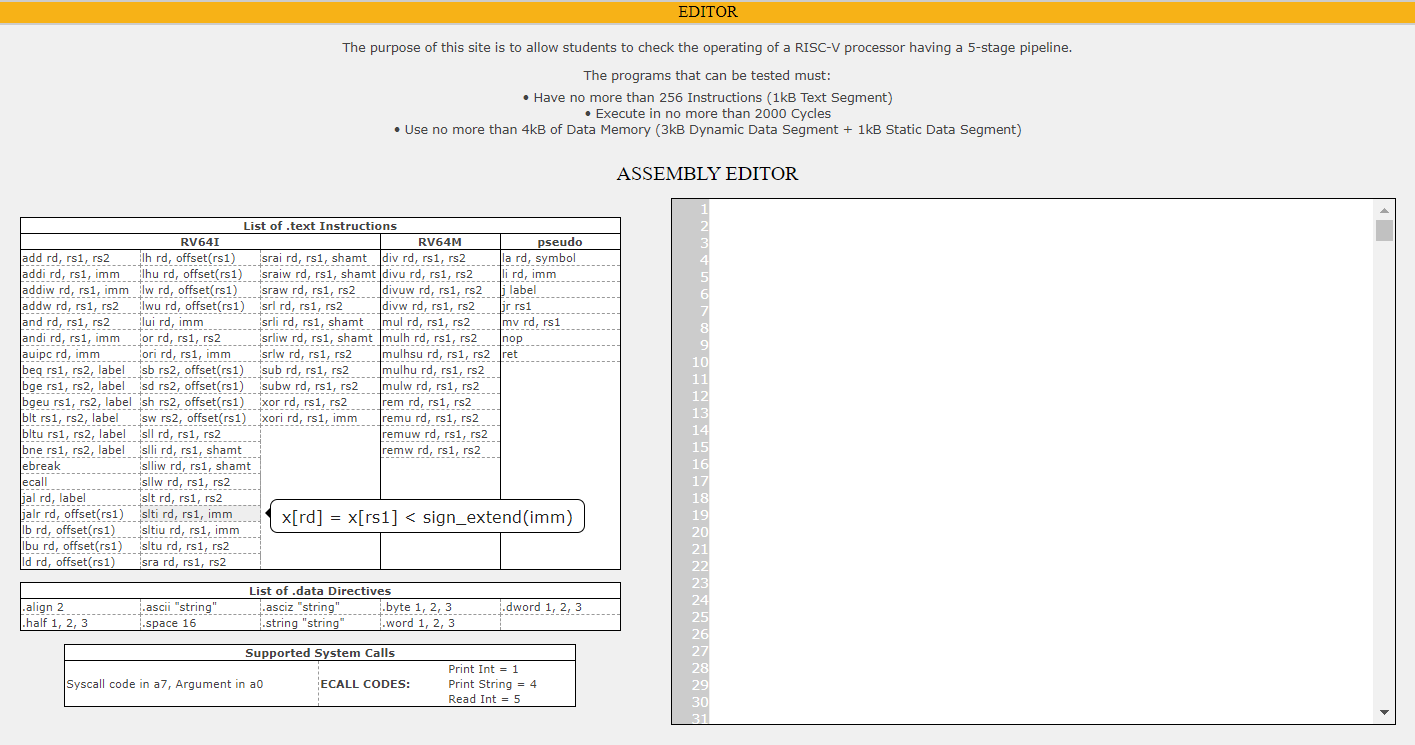 EDITOR
The purpose of this site is to allow students to check the operating of a RISC-V processor having a 5-stage pipeline.
The programs that can be tested must:
• Have no more than 256 Instructions (1kB Text Segment)
• Execute in no more than 2000 Cycles
• Use no more than 4kB of Data Memory (3kB Dynamic Data Segment + 1kB Static Data Segment)
ASSEMBLY EDITOR
List of .text Instructions
RV64I RV64M pseudo
add rd, rs1, rs2 lh rd, offset(rs1) srai rd, rs1, shamt div rd, rs1, rs2 la rd, symbol
addi rd, rs1, imm lhu rd, offset(rs1) sraiw rd, rs1, shamt divu rd, rs1, rs2 li rd, imm
addiw rd, rs1, imm lw rd, offset(rs1) sraw rd, rs1, rs2 divuw rd, rs1, rs2 j label
addw rd, rs1, rs2 lwu rd, offset(rs1) srl rd, rs1, rs2 divw rd, rs1, rs2 jr rs1
and rd, rs1, rs2 lui rd, imm srli rd, rs1, shamt mul rd, rs1, rs2 mv rd, rs1
andi rd, rs1, imm or rd, rs1, rs2 srliw rd, rs1, shamt mulh rd, rs1, rs2 nop
auipc rd, imm ori rd, rs1, imm srlw rd, rs1, rs2 mulhsu rd, rs1, rs2 ret
beq rs1, rs2, label sb rs2, offset(rs1) sub rd, rs1, rs2 mulhu rd, rs1, rs2
bge rs1, rs2, label sd rs2, offset(rs1) subw rd, rs1, rs2 mulw rd, rs1, rs2
bgeu rs1, rs2, label sh rs2, offset(rs1) xor rd, rs1, rs2 rem rd, rs1, rs2
blt rs1, rs2, label sw rs2, offset(rs1) xori rd, rs1, imm remu rd, rs1, rs2
bltu rs1, rs2, label sll rd, rs1, rs2 remuw rd, rs1, rs2
bne rs1, rs2, label slli rd, rs1, shamt remw rd, rs1, rs2
ebreak slliw rd, rs1, shamt
ecall sllw rd, rs1, rs2
jal rd, label slt rd, rs1, rs2
jalr rd, offset(rs1) slti rd, rs1, imm x[rd] = x[rs1] < sign_extend(imm)
lb rd, offset(rs1) sltiu rd, rs1, imm
lbu rd, offset(rs1) sltu rd, rs1, rs2
ld rd, offset(rs1) sra rd, rs1, rs2
List of .data Directives
.align 2 .ascii "string" .asciz "string" .byte 1, 2, 3 .dword 1, 2, 3
.half 1, 2, 3 .space 16 .string "string" .word 1, 2, 3
Supported System Calls
Syscall code in a7, Argument in a0 ECALL CODES:
Print Int = 1
Print String = 4
Read Int = 5
1
2
3
4
5
6
7
8
9
10
11
12
13
14
15
16
17
18
19
20
21
22
23
24
25
26
27
28
29
30
31